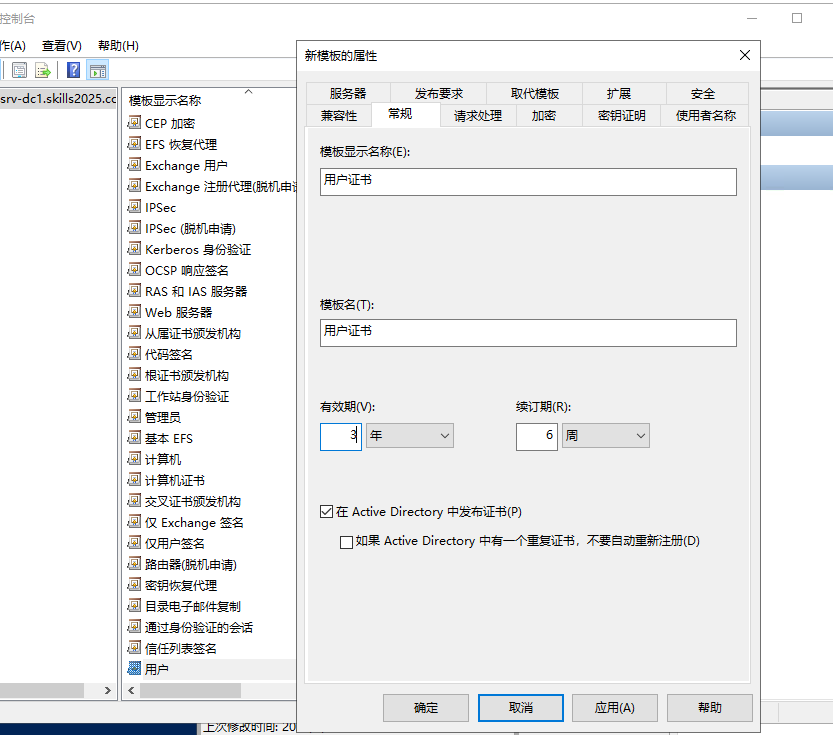 控制台
作(A) 查看(V) 帮助(H)
srv-dc1.skills2025.cc
模板显示名称
CEP 加密
EFS 恢复代理
Exchange 用户
Exchange 注册代理(脱机申请
IPSec
IPSec (脱机申请)
Kerberos 身份验证
OCSP 响应签名
RAS 和 IAS 服务器
Web 服务器
从属证书颁发机构
代码签名
根证书颁发机构
工作站身份验证
管理员
基本 EFS
计算机
计算机证书
交叉证书颁发机构
仅 Exchange 签名
仅用户签名
路由器(脱机申请)
密钥恢复代理
目录电子邮件复制
通过身份验证的会话
信任列表签名
用户
新模板的属性
服务器 发布要求 取代模板 扩展 安全
兼容性 常规 请求处理 加密 密钥证明 使用者名称
模板显示名称(E):
用户证书
模板名(T):
用户证书
有效期(V): 续订期(R):
3 年 6 周
在 Active Directory 中发布证书(P)
如果 Active Directory 中有一个重复证书，不要自动重新注册(D)
确定 取消 应用(A) 帮助
上次修改时间: 20